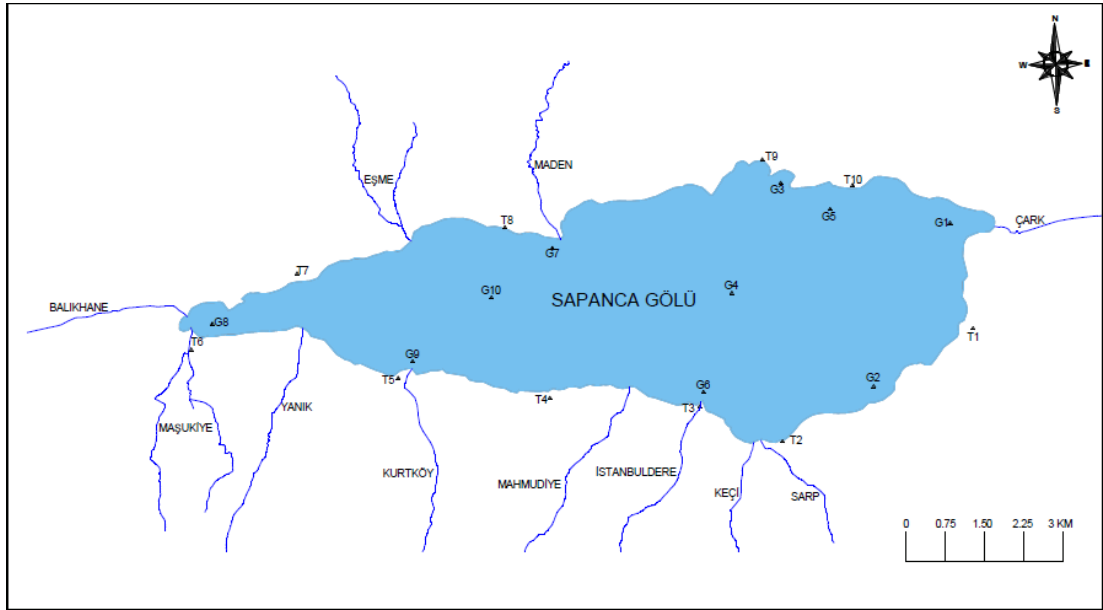 N
W
E
S
T9
G3
T10
MADEN
EŞME
G5
G1
ÇARK
T8
G7
T7
G4
G10
SAPANCA GÖLÜ
BALIKHANE
G8
T1
T6
G9
T5
G2
G6
T4
T3
YANIK
MAŞUKİYE
T2
KURTKÖY
İSTANBULDERE
MAHMUDİYE
KEÇİ
SARP
0 0.75 1.50 2.25 3 KM